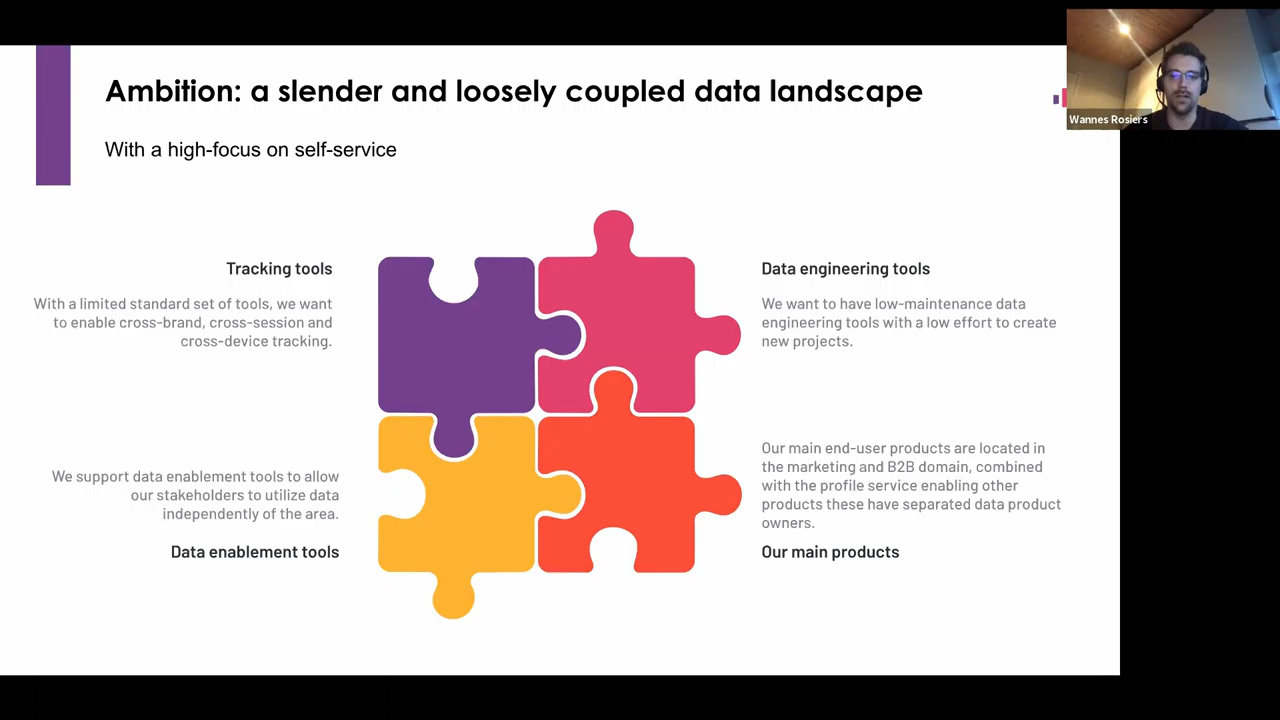 Ambition: a slender and loosely coupled data landscape
With a high-focus on self-service
Wannes Rosiers
Tracking tools
With a limited standard set of tools, we want
to enable cross-brand, cross-session and
cross-device tracking.
Data engineering tools
We want to have low-maintenance data
engineering tools with a low effort to create
new projects.
We support data enablement tools to allow
our stakeholders to utilize data
independently of the area.
Data enablement tools
Our main end-user products are located in
the marketing and B2B domain, combined
with the profile service enabling other
products these have separated data product
owners.
Our main products